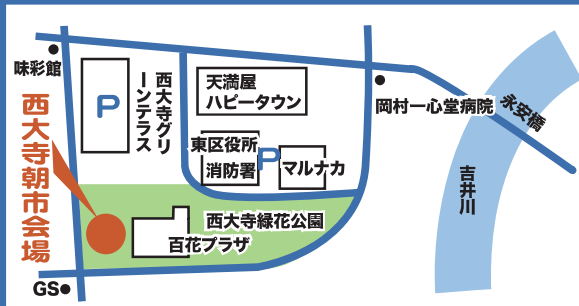 味彩館
P
西大寺グリ
ーンテラス
天満屋
ハピータウン
岡村一心堂病院
永安橋
吉井川
東区役所
消防署
P
マルナカ
西大寺朝市会場
西大寺緑花公園
百花プラザ
GS